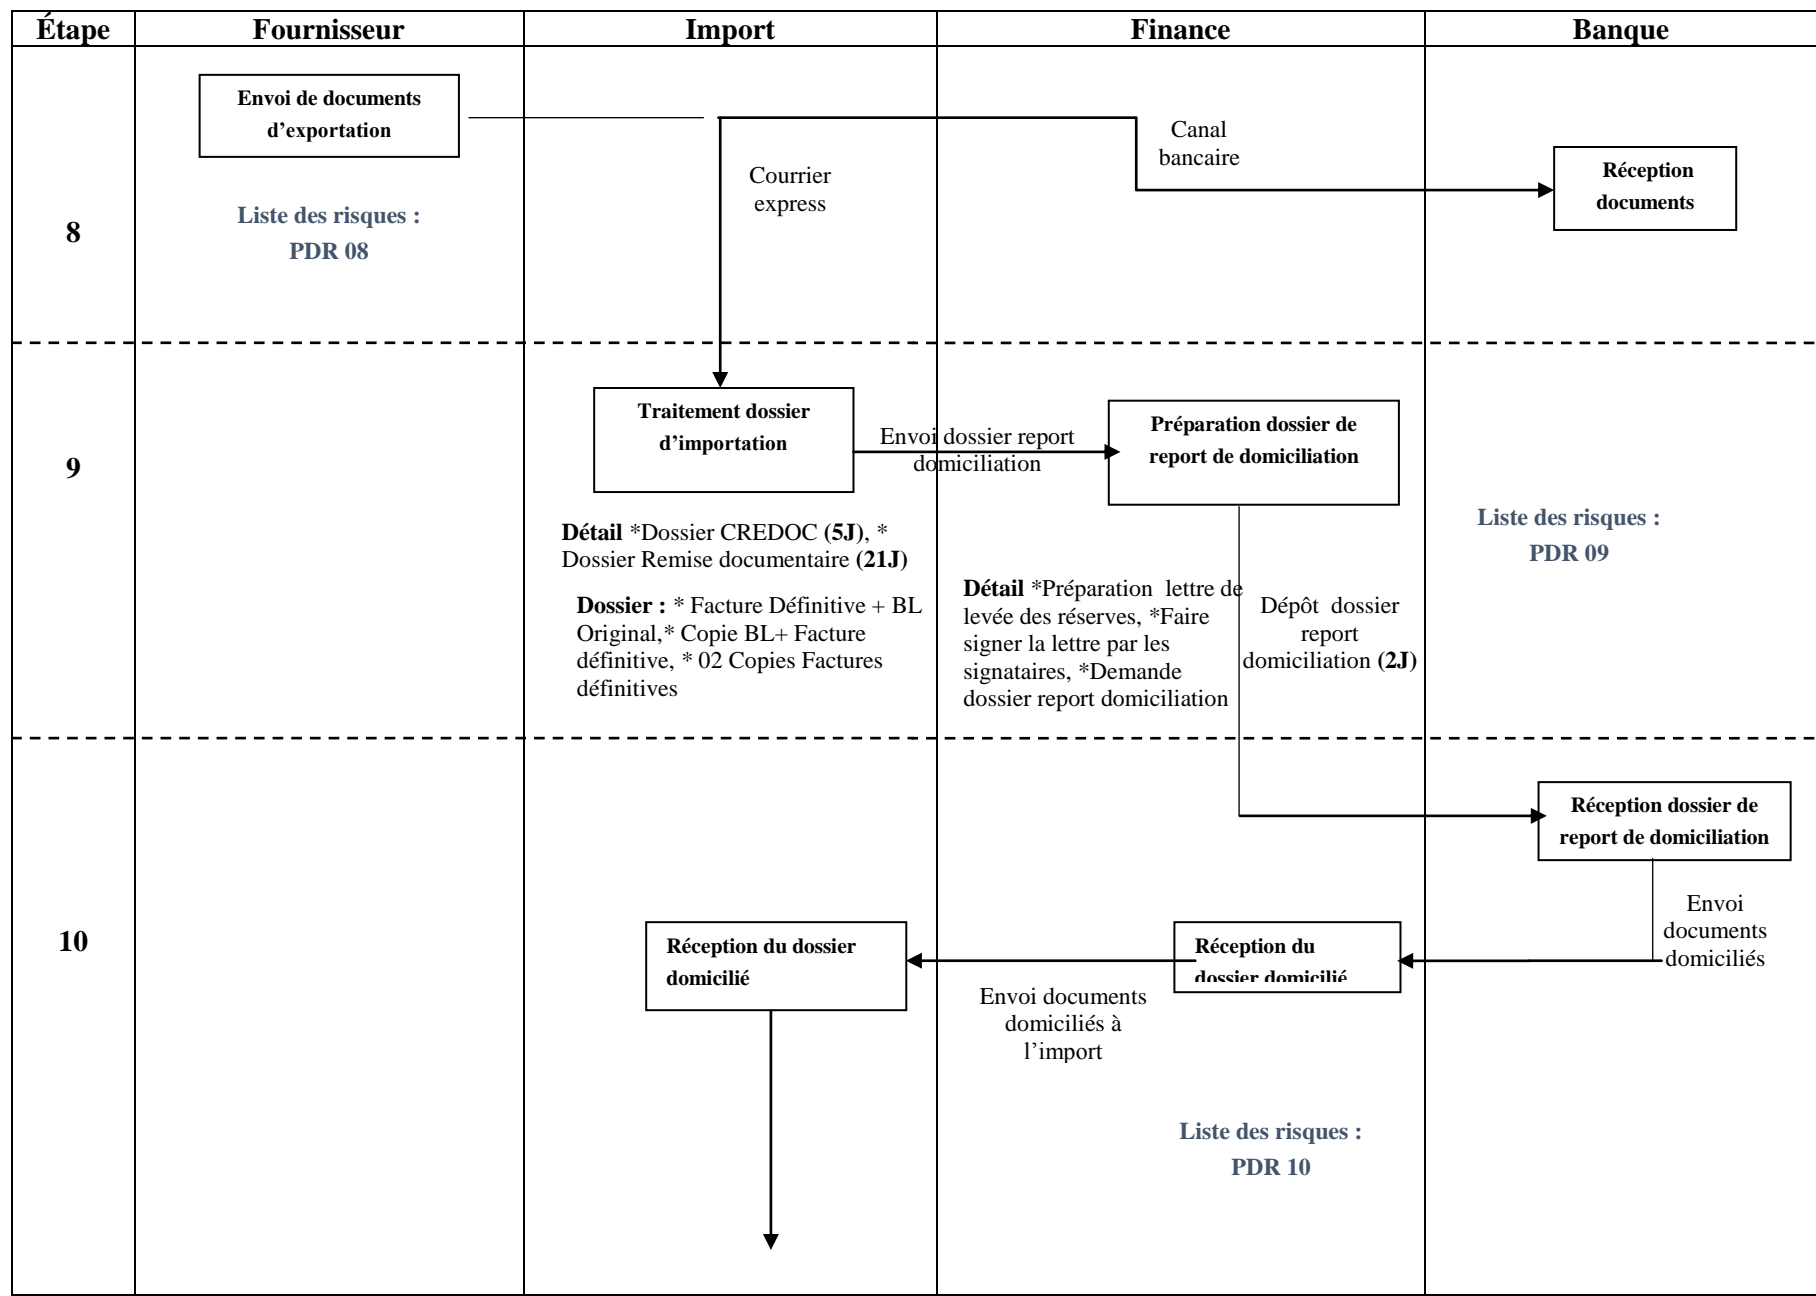 Étape
Fournisseur
Import
Finance
Banque
8
Envoi de documents
d’exportation
Liste des risques :
PDR 08
Courrier
express
Canal
bancaire
Réception
documents
9
Traitement dossier
d’importation
Envoi dossier report
domiciliation
Préparation dossier de
report de domiciliation
Détail *Dossier CREDOC (5J), *
Dossier Remise documentaire (21J)
Dossier : * Facture Définitive + BL
Original,* Copie BL+ Facture
définitive, * 02 Copies Factures
définitives
Détail *Préparation lettre de
levée des réserves, *Faire
signer la lettre par les
signataires, *Demande
dossier report domiciliation
Dépôt dossier
report
domiciliation (2J)
Liste des risques :
PDR 09
10
Réception dossier de
report de domiciliation
Envoi
documents
domiciliés
Réception du
dossier domicilié
Envoi documents
domiciliés à
l’import
Réception du dossier
domicilié
Liste des risques :
PDR 10